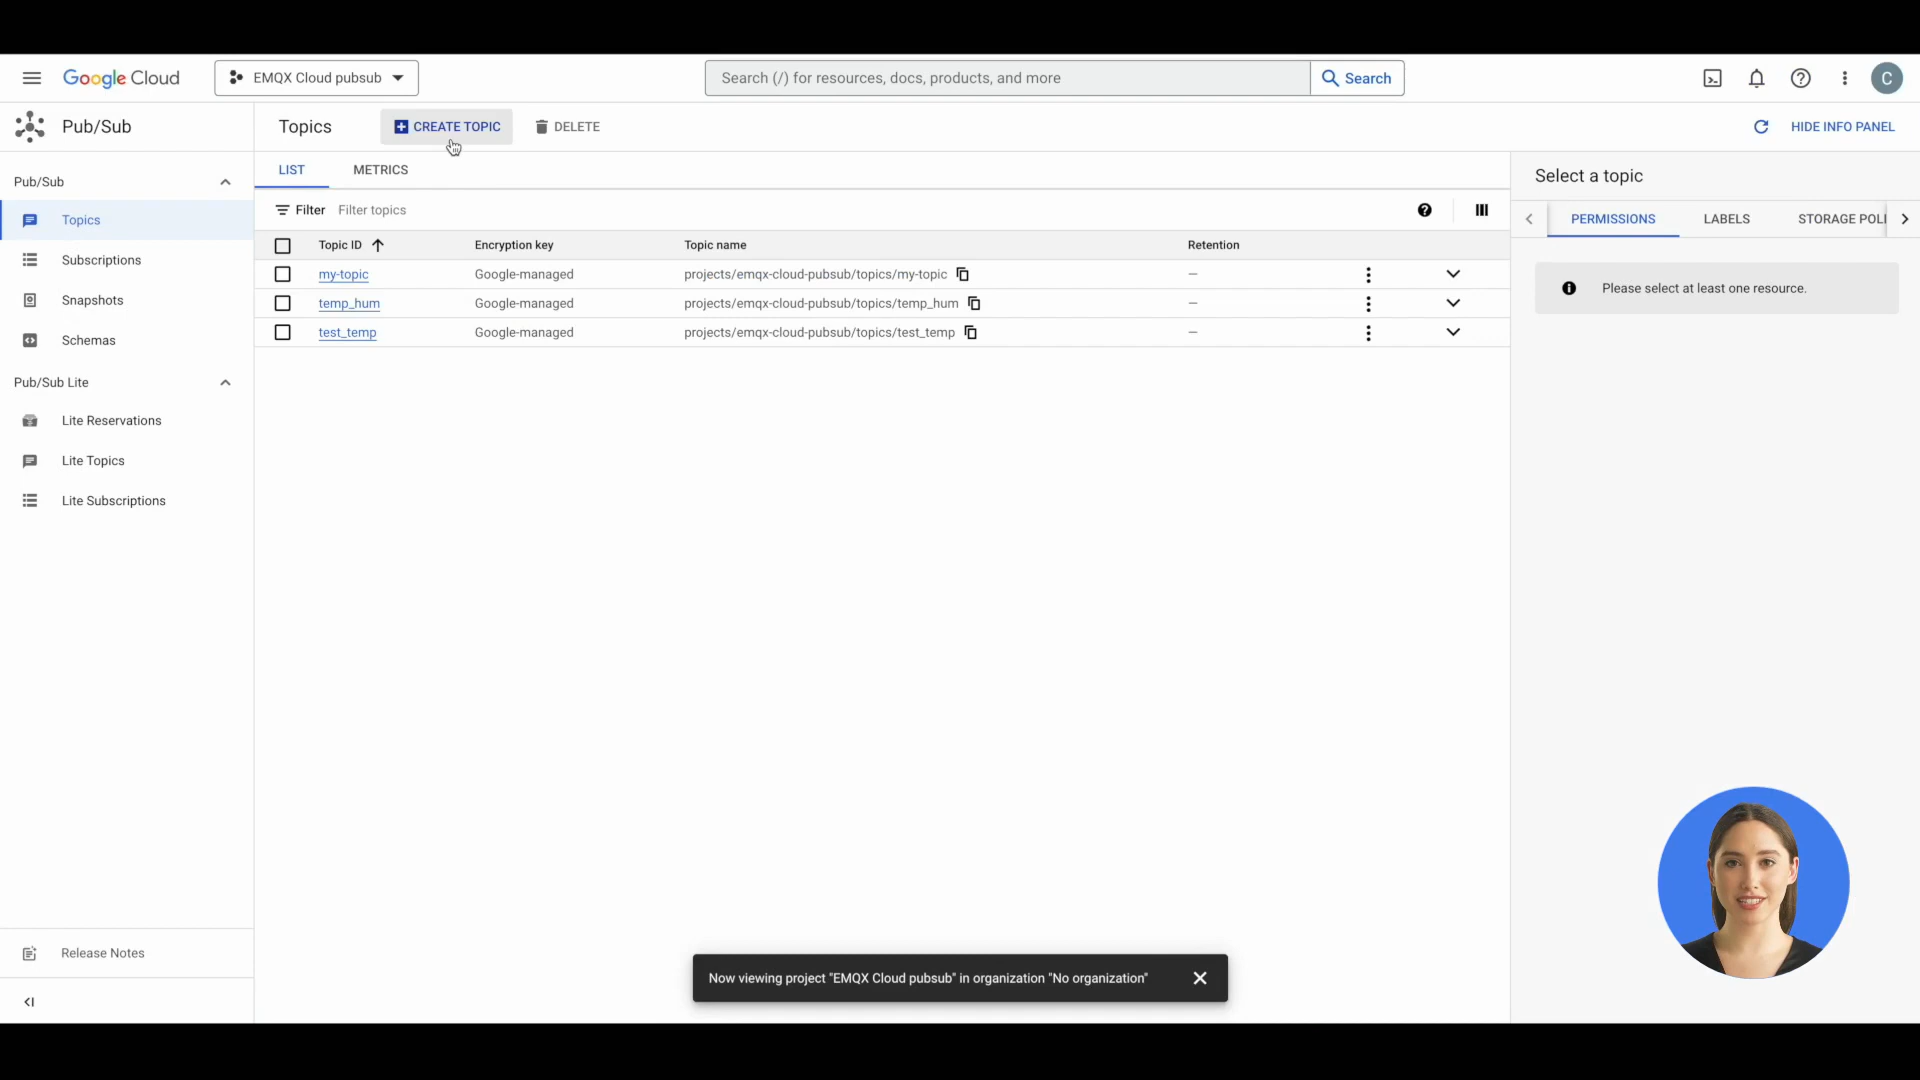 Google Cloud
EMQX Cloud pubsub
Search (/) for resources, docs, products, and more
Search
C
Pub/Sub
Topics
CREATE TOPIC
DELETE
HIDE INFO PANEL
Pub/Sub
Topics
Subscriptions
Snapshots
Schemas
Pub/Sub Lite
Lite Reservations
Lite Topics
Lite Subscriptions
Release Notes
LIST
METRICS
Filter
Filter topics
Topic ID
Encryption key
Topic name
Retention
my-topic
Google-managed
projects/emqx-cloud-pubsub/topics/my-topic
—
temp_hum
Google-managed
projects/emqx-cloud-pubsub/topics/temp_hum
—
test_temp
Google-managed
projects/emqx-cloud-pubsub/topics/test_temp
—
Select a topic
PERMISSIONS
LABELS
STORAGE POLI
Please select at least one resource.
Now viewing project "EMQX Cloud pubsub" in organization "No organization"